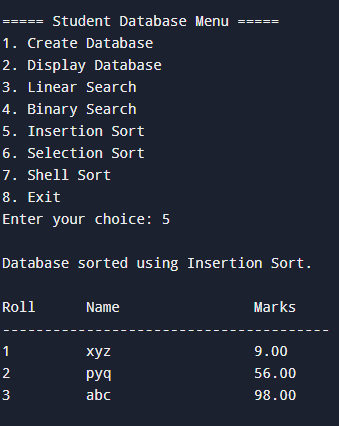 ===== Student Database Menu =====
1. Create Database
2. Display Database
3. Linear Search
4. Binary Search
5. Insertion Sort
6. Selection Sort
7. Shell Sort
8. Exit
Enter your choice: 5
Database sorted using Insertion Sort.
Roll Name Marks
---------------------------------------
1 xyz 9.00
2 pyq 56.00
3 abc 98.00